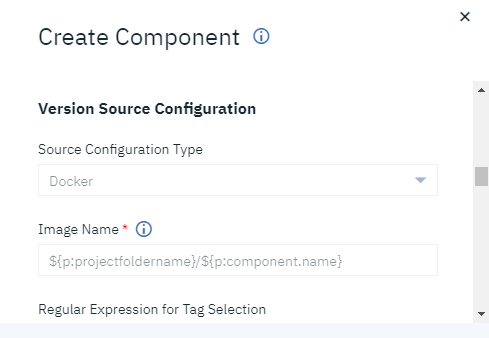 Create Component
Version Source Configuration
Source Configuration Type
Docker
Image Name *
${p:projectfoldername}/${p:component.name}
Regular Expression for Tag Selection